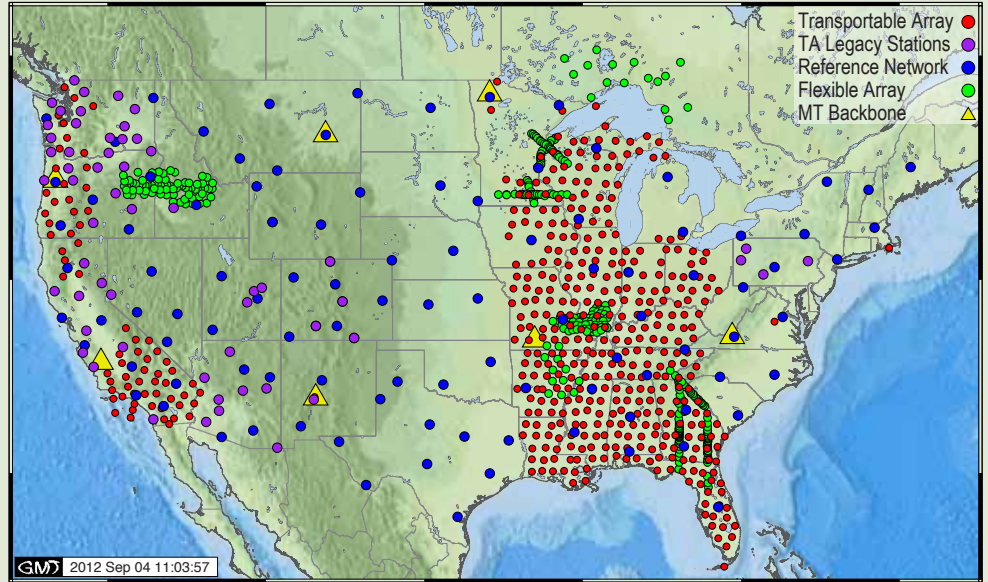 Transportable Array
TA Legacy Stations
Reference Network
Flexible Array
MT Backbone
GMT 2012 Sep 04 11:03:57